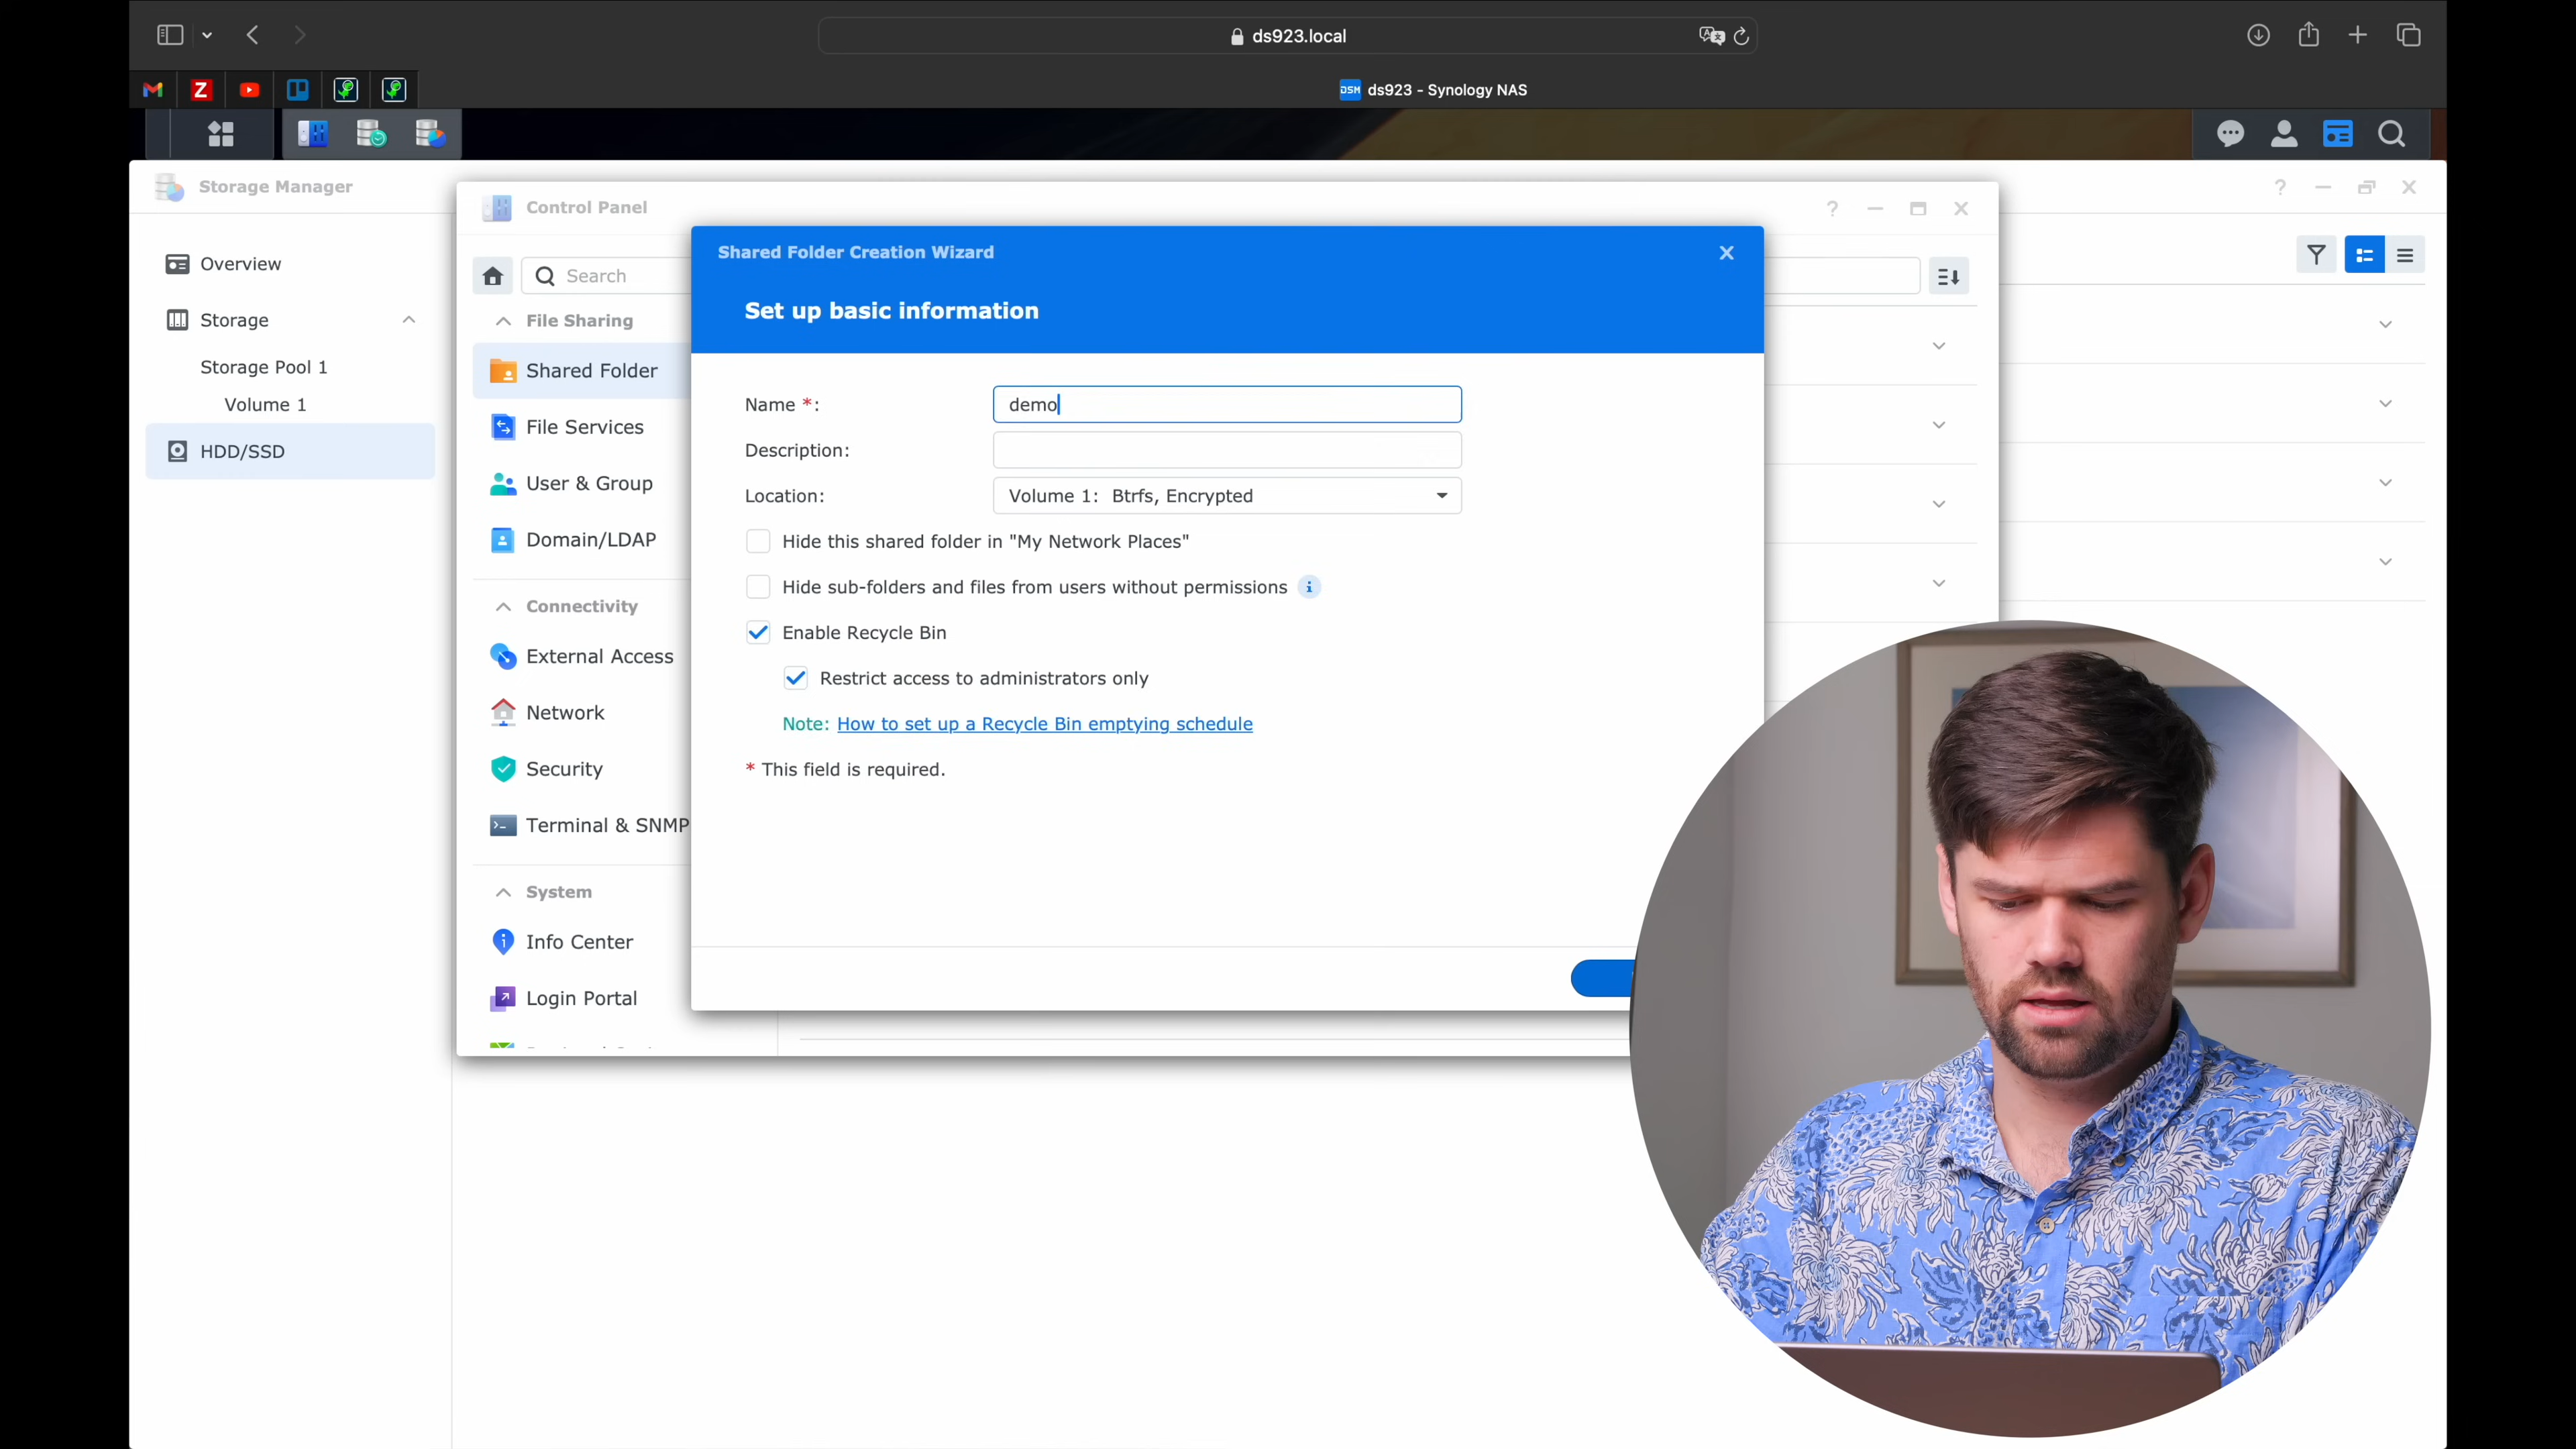 ds923.local
Z
DSM ds923 - Synology NAS
Storage Manager
Overview
Storage
Storage Pool 1
Volume 1
HDD/SSD
Control Panel
Search
File Sharing
Shared Folder
File Services
User & Group
Domain/LDAP
Connectivity
External Access
Network
Security
Terminal & SNMP
System
Info Center
Login Portal
Shared Folder Creation Wizard
Set up basic information
Name *:
demo
Description:
Location:
Volume 1: Btrfs, Encrypted
Hide this shared folder in "My Network Places"
Hide sub-folders and files from users without permissions
Enable Recycle Bin
Restrict access to administrators only
Note: How to set up a Recycle Bin emptying schedule
* This field is required.